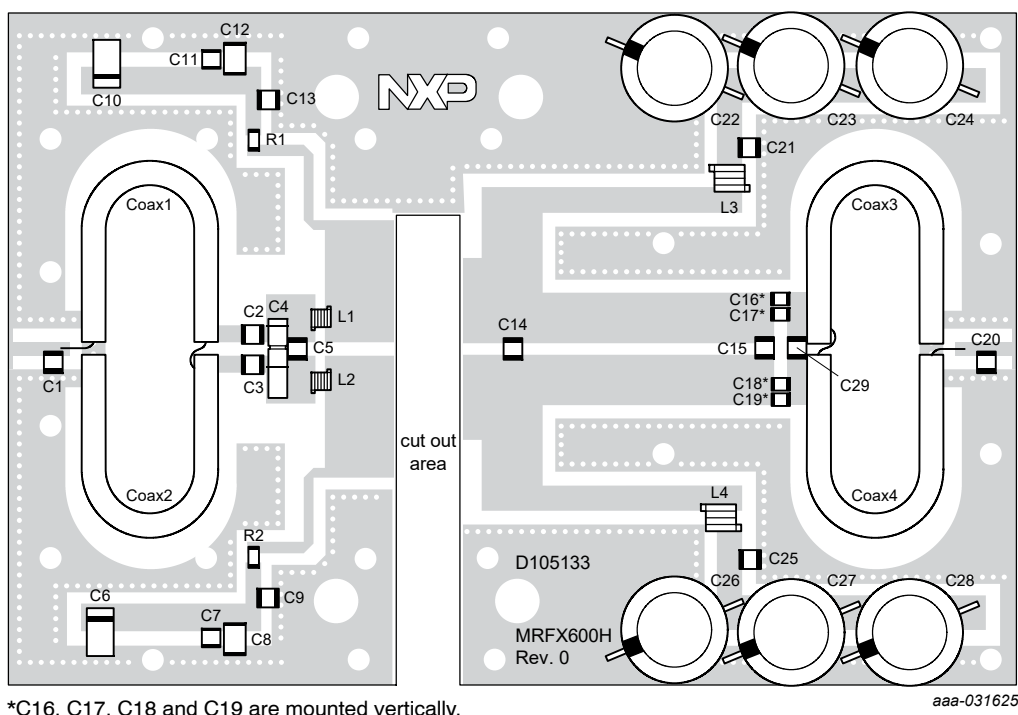 C12
C11
C10
C13
NXP
R1
C22
C23
C24
C21
L3
Coax1
Coax3
C2
C4
L1
C5
C3
L2
C1
C14
C16*
C17*
C15
C18*
C19*
C29
C20
cut out
area
Coax2
Coax4
L4
R2
C9
C6
C7
C8
D105133
C25
C26
C27
C28
MRFX600H
Rev. 0
*C16, C17, C18 and C19 are mounted vertically.
aaa-031625